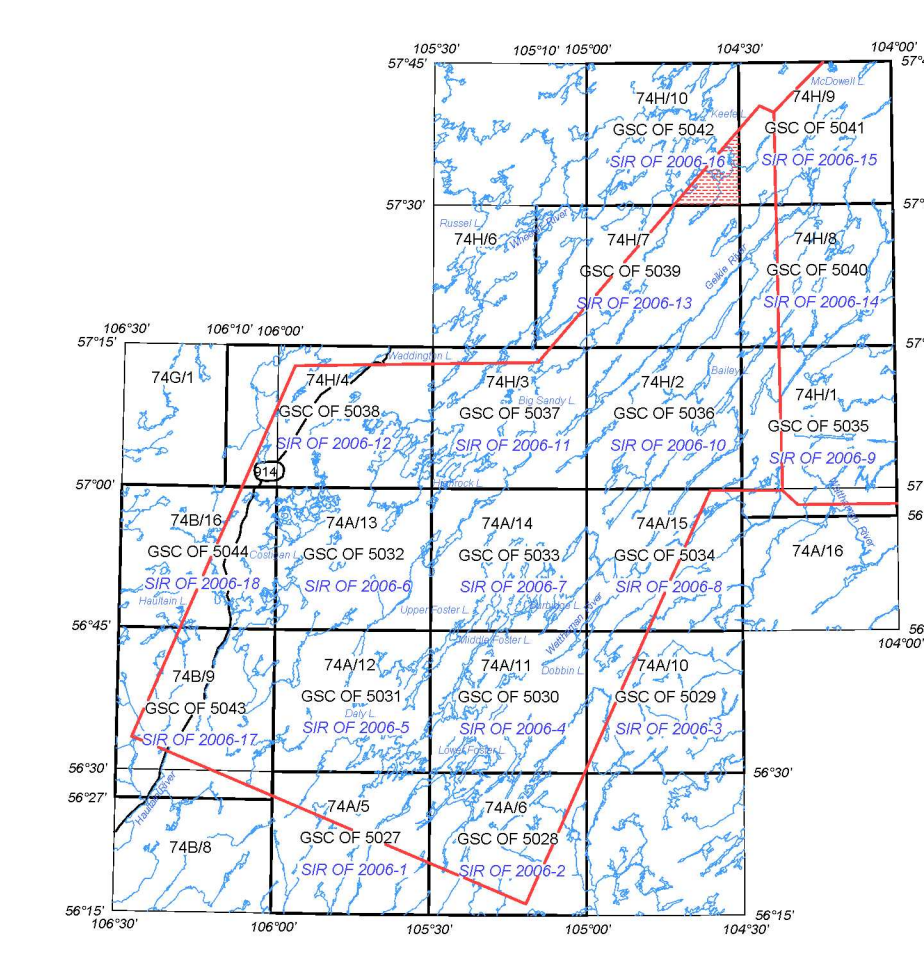 105°30'
105°10'
105°00'
104°30'
104°00'
57°45'
McDowell L.
74H/10
74H/9
Keefe L.
GSC OF 5042
GSC OF 5041
SIR OF 2006-16
SIR OF 2006-15
57°30'
Russel L.
Wheeler River
74H/6
74H/7
74H/8
Geikie River
GSC OF 5039
GSC OF 5040
SIR OF 2006-13
SIR OF 2006-14
106°30'
106°10'
106°00'
57°15'
Waddington L.
74G/1
74H/4
74H/3
74H/2
Bailey L.
74H/1
Big Sandy L.
GSC OF 5038
GSC OF 5037
GSC OF 5036
GSC OF 5035
SIR OF 2006-12
SIR OF 2006-11
SIR OF 2006-10
SIR OF 2006-9
914
57°00'
74B/16
74A/13
74A/14
74A/15
Wathaman River
74A/16
GSC OF 5044
Costigan L.
GSC OF 5032
GSC OF 5033
GSC OF 5034
SIR OF 2006-18
SIR OF 2006-6
SIR OF 2006-7
SIR OF 2006-8
Haultain L.
Upper Foster L.
Burbidge L.
Wathaman River
56°45'
104°00'
Middle Foster L.
74B/9
74A/12
74A/11
74A/10
Dobbin L.
GSC OF 5043
GSC OF 5031
GSC OF 5030
GSC OF 5029
Daly L.
SIR OF 2006-17
SIR OF 2006-5
SIR OF 2006-4
SIR OF 2006-3
Lower Foster L.
56°30'
56°30'
56°27'
Haultain River
74A/5
74A/6
GSC OF 5027
GSC OF 5028
74B/8
SIR OF 2006-1
SIR OF 2006-2
56°15'
56°15'
106°30'
106°00'
105°30'
105°00'
104°30'